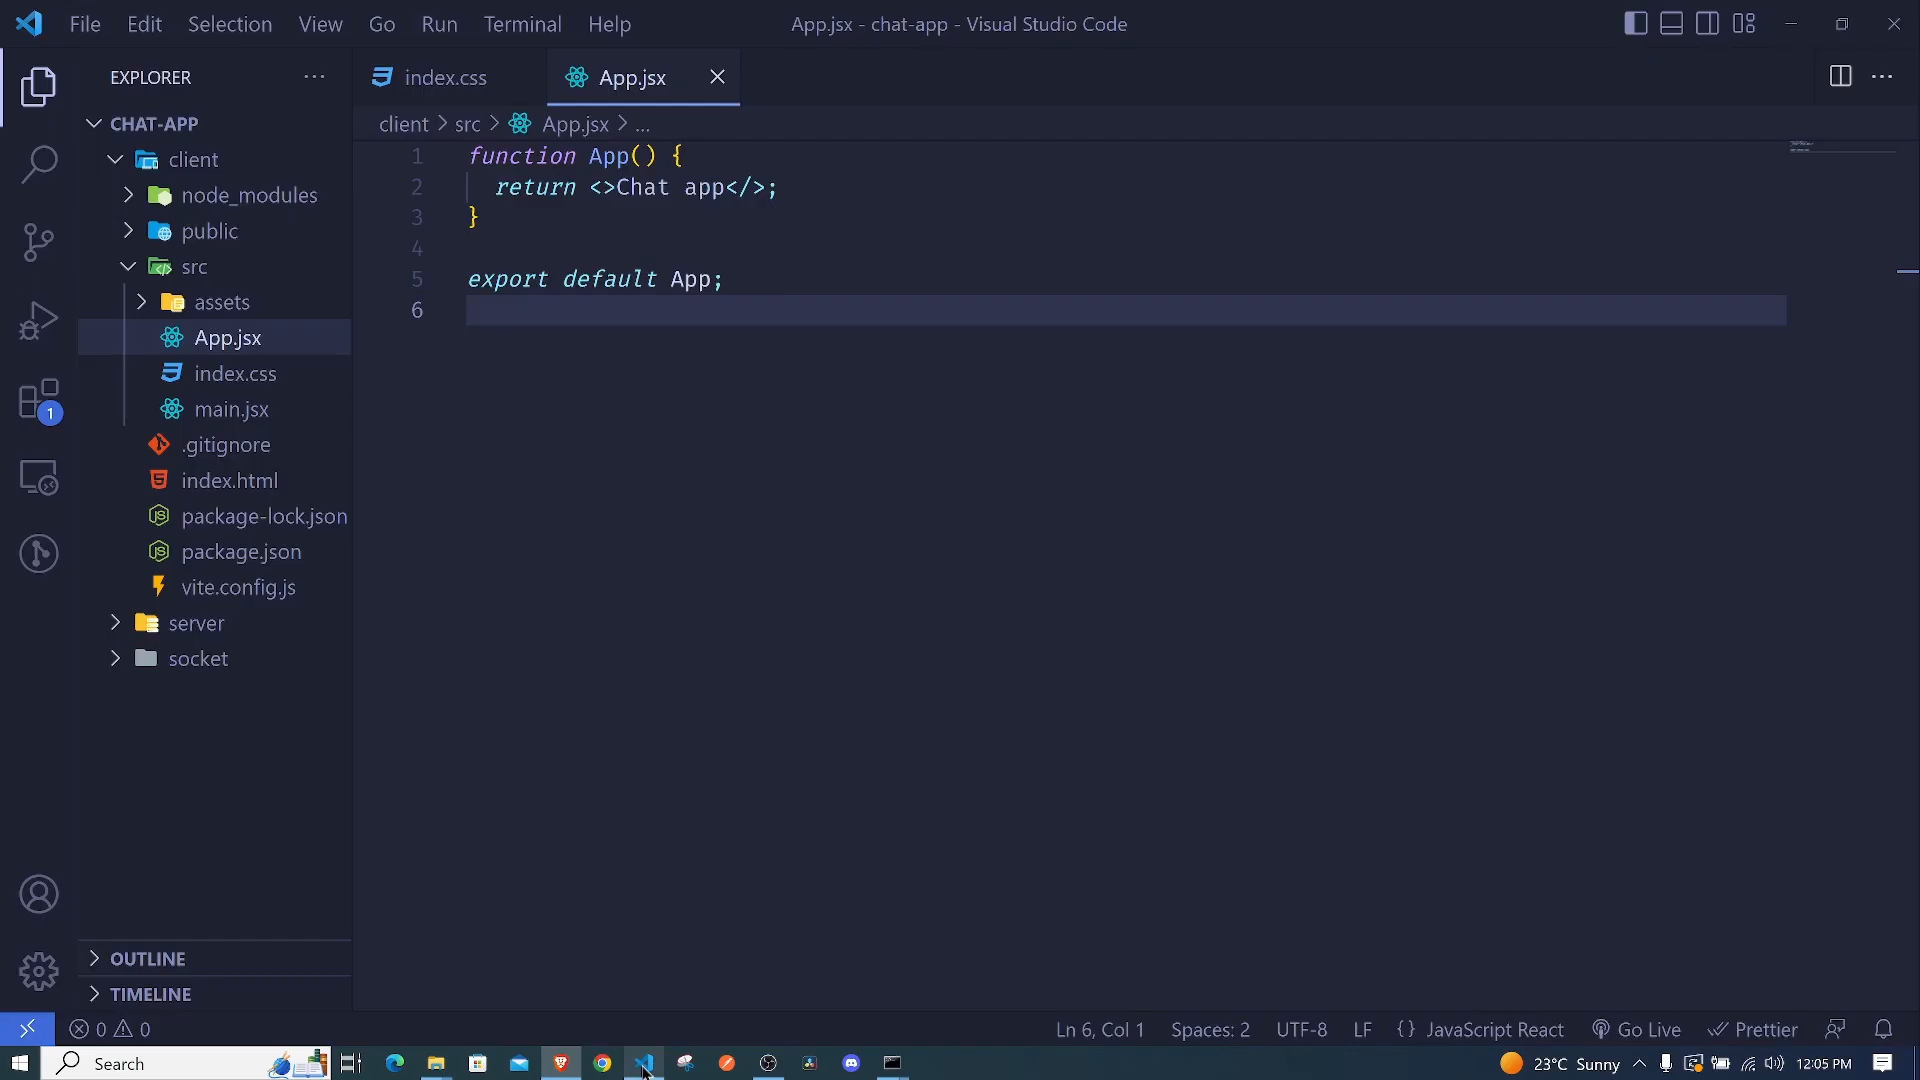 File Edit Selection View Go Run Terminal Help
App.jsx - chat-app - Visual Studio Code
EXPLORER
index.css
App.jsx
CHAT-APP
client > src > App.jsx > ...
client
node_modules
public
src
assets
App.jsx
index.css
main.jsx
.gitignore
index.html
package-lock.json
package.json
vite.config.js
server
socket
1 function App() {
2 return <>Chat app</>;
3 }
4
5 export default App;
6
1
OUTLINE
TIMELINE
0 0
Ln 6, Col 1 Spaces: 2 UTF-8 LF {} JavaScript React Go Live Prettier
Search
23°C Sunny
12:05 PM